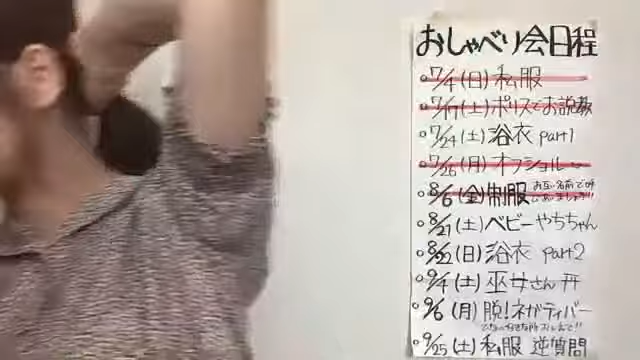 おしゃべり会日程
7/4(日)私服
7/17(土)ポリスでお説教
7/24(土)浴衣 part1
7/26(月)オフショル
8/6(金)制服
8/21(土)ベビーやちちゃん
8/22(日)浴衣 part2
9/4(土)巫女さん
9/6(月)脱!ネガティバー
9/25(土)私服 逆質問